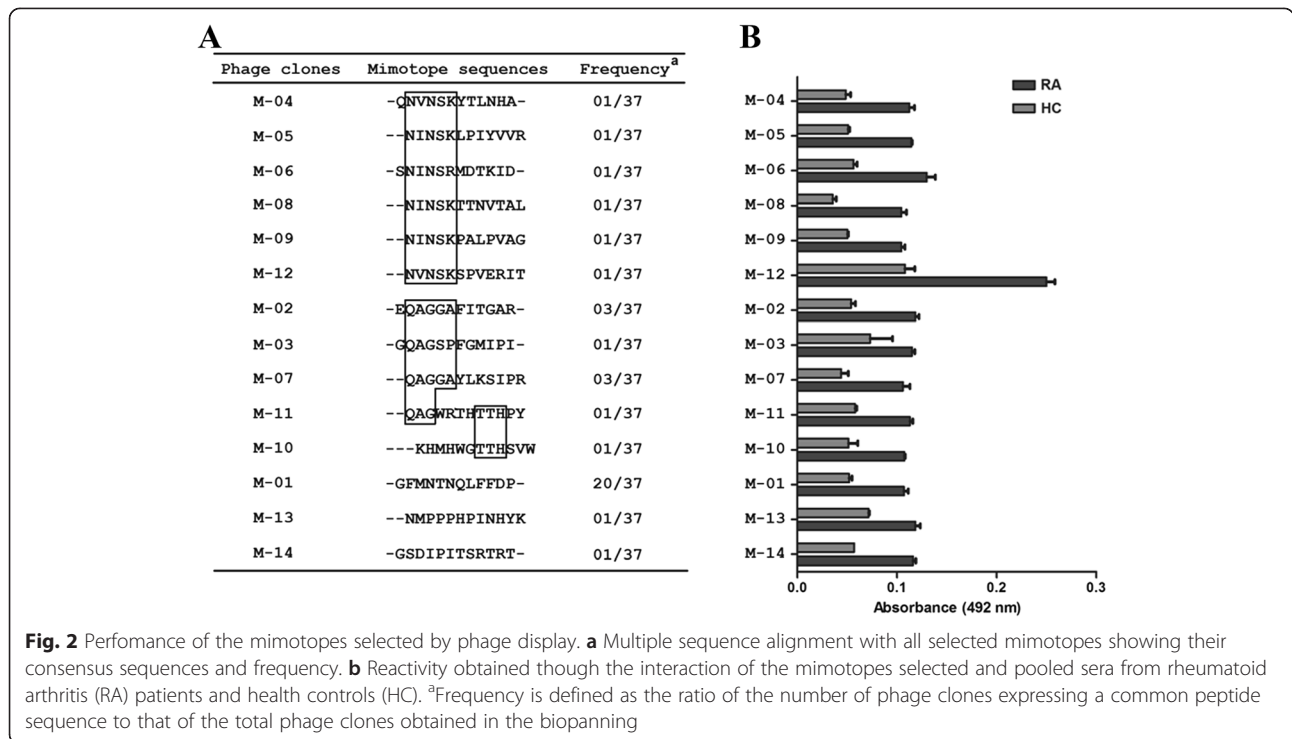 A
Phage clones Mimotope sequences Frequency a
M-04 -QNVNSKYTLNHA- 01/37
M-05 --NINSKLPIYVVR 01/37
M-06 -SNINSRMDTKID- 01/37
M-08 --NINSKTTNVTAL 01/37
M-09 --NINSKPALPVAG 01/37
M-12 --NVNSKSPVERIT 01/37
M-02 -EQAGGAFITGAR- 03/37
M-03 -GQAGSPFGMIPI- 01/37
M-07 --QAGGAYLKSIPR 03/37
M-11 --QAGWRTHTTHPY 01/37
M-10 ---KHMHWGTTHSVW 01/37
M-01 -GFMNTNQLFFDP- 20/37
M-13 --NMPPPHPINHYK 01/37
M-14 -GSDIPITSRTRT- 01/37
B
RA
HC
M-04
M-05
M-06
M-08
M-09
M-12
M-02
M-03
M-07
M-11
M-10
M-01
M-13
M-14
0.0 0.1 0.2 0.3
Absorbance (492 nm)
Fig. 2 Perfomance of the mimotopes selected by phage display. a Multiple sequence alignment with all selected mimotopes showing their
consensus sequences and frequency. b Reactivity obtained though the interaction of the mimotopes selected and pooled sera from rheumatoid
arthritis (RA) patients and health controls (HC). aFrequency is defined as the ratio of the number of phage clones expressing a common peptide
sequence to that of the total phage clones obtained in the biopanning